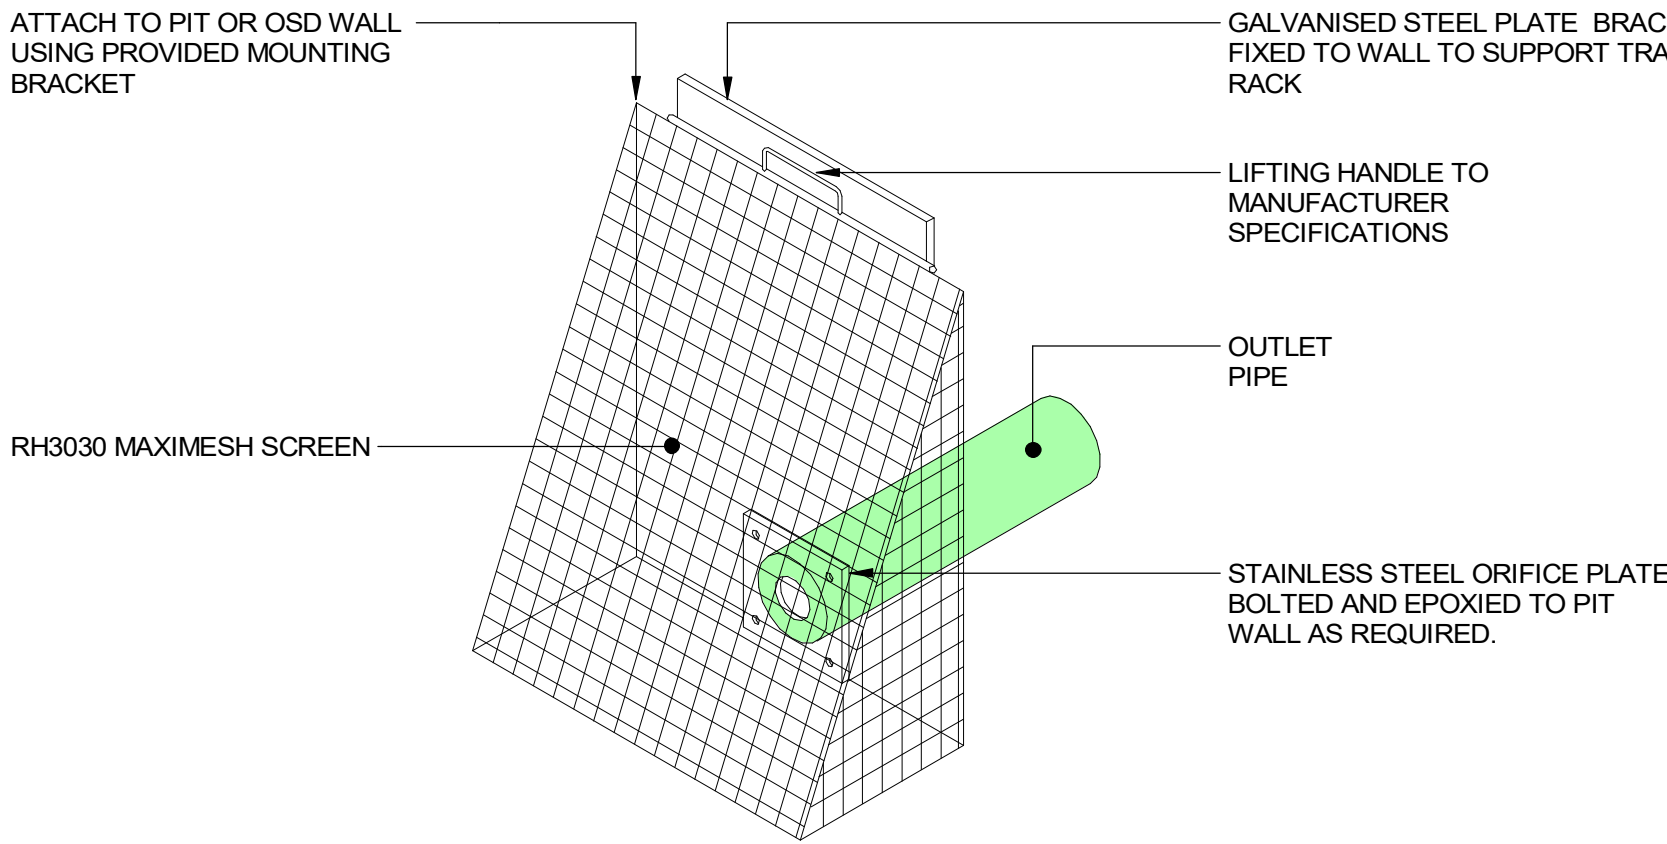 ATTACH TO PIT OR OSD WALL
USING PROVIDED MOUNTING
BRACKET
GALVANISED STEEL PLATE BRAC
FIXED TO WALL TO SUPPORT TRA
RACK
LIFTING HANDLE TO
MANUFACTURER
SPECIFICATIONS
OUTLET
PIPE
RH3030 MAXIMESH SCREEN
STAINLESS STEEL ORIFICE PLATE
BOLTED AND EPOXIED TO PIT
WALL AS REQUIRED.